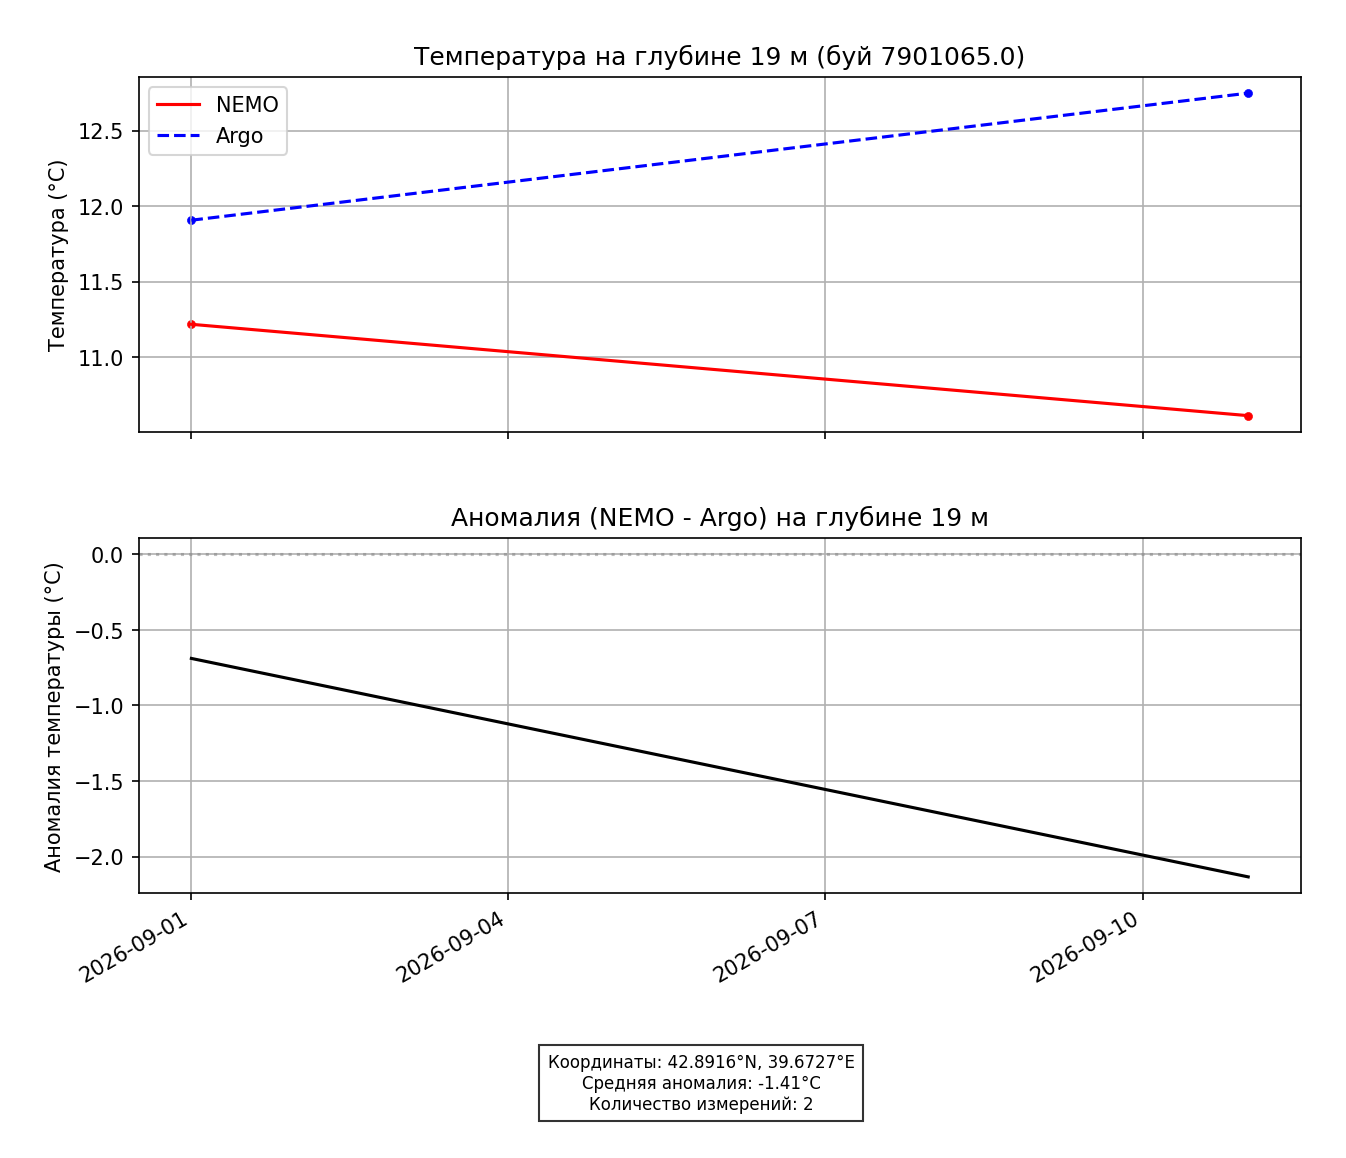 Температура на глубине 19 м (буй 7901065.0)
NEMO
Argo
Температура (°C)
12.5
12.0
11.5
11.0
Аномалия (NEMO - Argo) на глубине 19 м
Аномалия температуры (°C)
0.0
−0.5
−1.0
−1.5
−2.0
2026-09-01
2026-09-04
2026-09-07
2026-09-10
Координаты: 42.8916°N, 39.6727°E
Средняя аномалия: -1.41°C
Количество измерений: 2